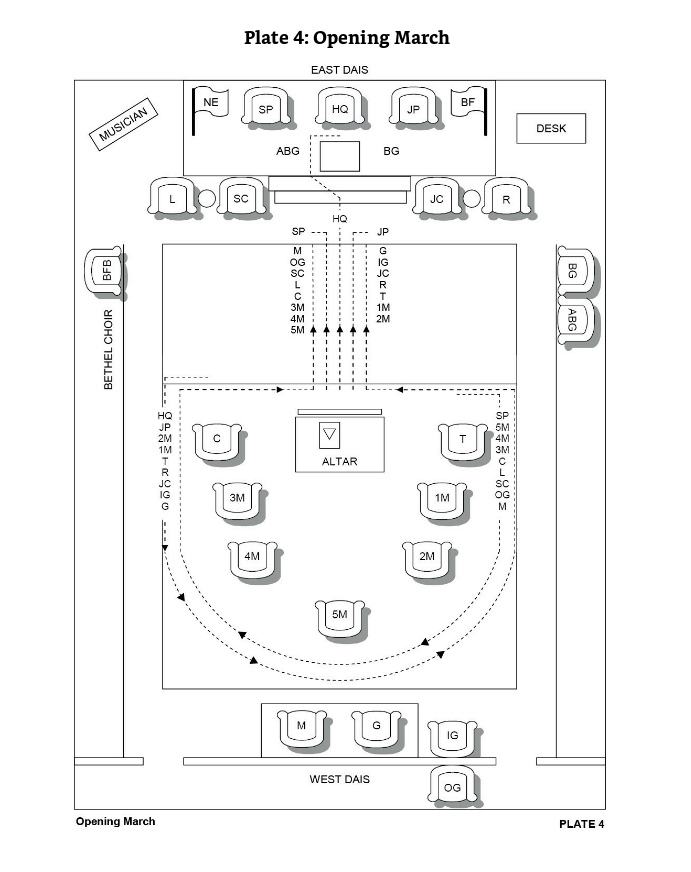 Plate 4: Opening March
EAST DAIS
NE
SP
HQ
JP
BF
MUSICIAN
DESK
ABG
BG
L
SC
JC
R
HQ
SP
JP
M
OG
SC
L
C
3M
4M
5M
G
IG
JC
R
T
1M
2M
BFB
BG
ABG
BETHEL CHOIR
HQ
JP
2M
1M
T
R
JC
IG
G
SP
5M
4M
3M
C
L
SC
OG
M
C
T
ALTAR
3M
1M
4M
2M
5M
M
G
IG
WEST DAIS
OG
Opening March
PLATE 4